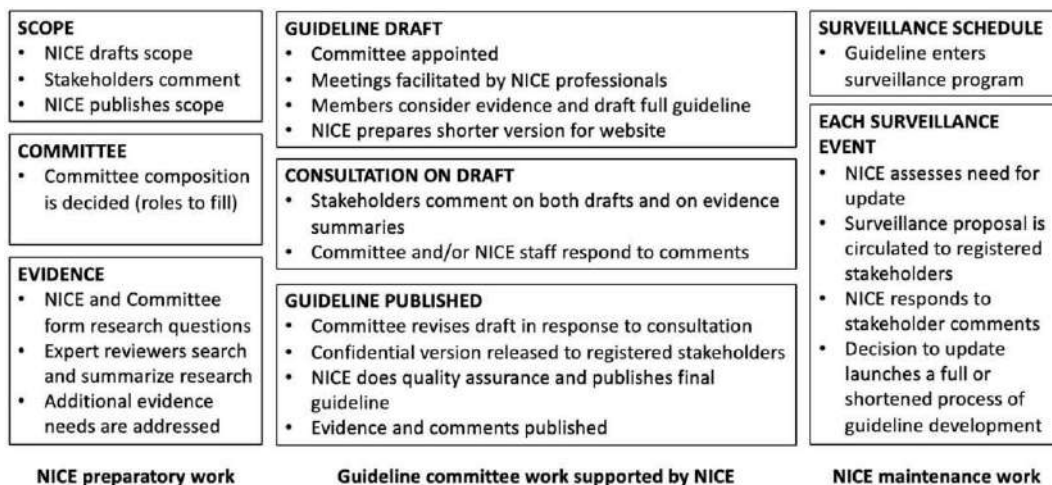 SCOPE
• NICE drafts scope
• Stakeholders comment
• NICE publishes scope
COMMITTEE
• Committee composition
is decided (roles to fill)
EVIDENCE
• NICE and Committee
form research questions
• Expert reviewers search
and summarize research
• Additional evidence
needs are addressed
NICE preparatory work
GUIDELINE DRAFT
• Committee appointed
• Meetings facilitated by NICE professionals
• Members consider evidence and draft full guideline
• NICE prepares shorter version for website
CONSULTATION ON DRAFT
• Stakeholders comment on both drafts and on evidence
summaries
• Committee and/or NICE staff respond to comments
GUIDELINE PUBLISHED
• Committee revises draft in response to consultation
• Confidential version released to registered stakeholders
• NICE does quality assurance and publishes final
guideline
• Evidence and comments published
Guideline committee work supported by NICE
SURVEILLANCE SCHEDULE
• Guideline enters
surveillance program
EACH SURVEILLANCE
EVENT
• NICE assesses need for
update
• Surveillance proposal is
circulated to registered
stakeholders
• NICE responds to
stakeholder comments
• Decision to update
launches a full or
shortened process of
guideline development
NICE maintenance work